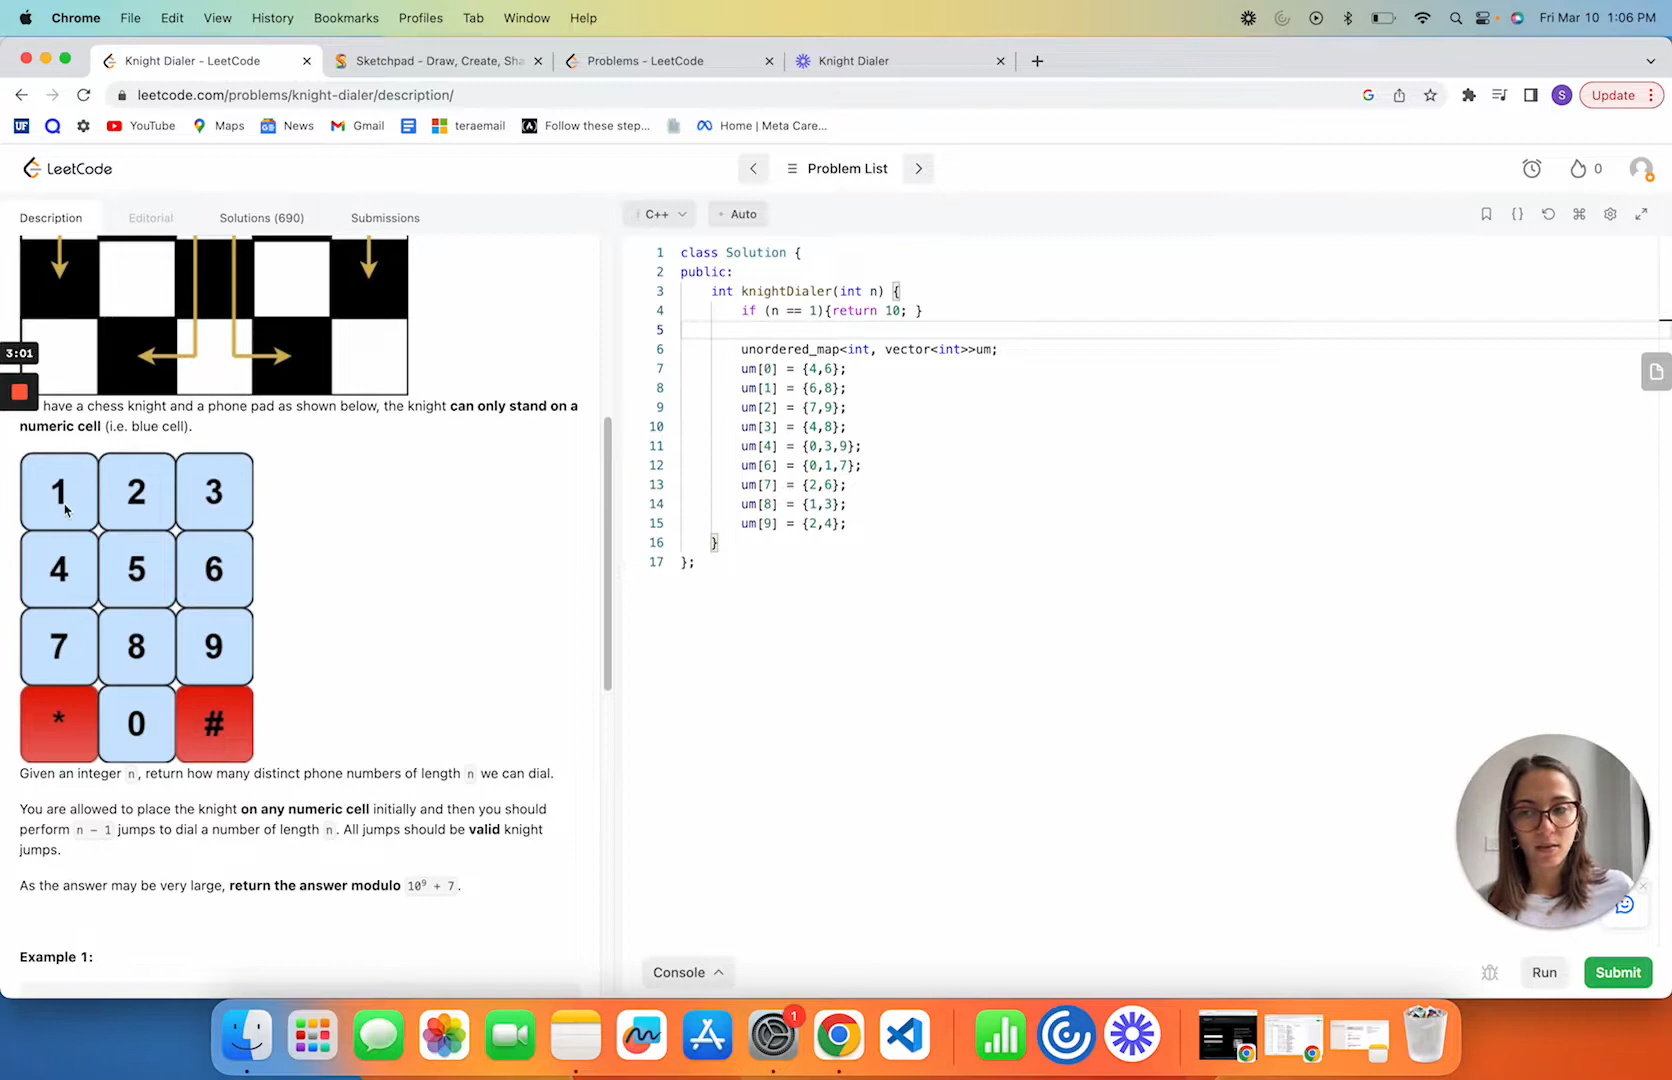 Chrome File Edit View History Bookmarks Profiles Tab Window Help Fri Mar 10 1:06 PM
Knight Dialer - LeetCode Sketchpad - Draw, Create, Sha Problems - LeetCode Knight Dialer
leetcode.com/problems/knight-dialer/description/ S Update
UF YouTube Maps News Gmail teraemail Follow these step... Home | Meta Care...
LeetCode Problem List 0
Description Editorial Solutions (690) Submissions
C++ Auto
3:01
have a chess knight and a phone pad as shown below, the knight can only stand on a
numeric cell (i.e. blue cell).
1 2 3
4 5 6
7 8 9
* 0 #
Given an integer n, return how many distinct phone numbers of length n we can dial.
You are allowed to place the knight on any numeric cell initially and then you should
perform n - 1 jumps to dial a number of length n. All jumps should be valid knight
jumps.
As the answer may be very large, return the answer modulo 10⁹ + 7.
Example 1:
1 class Solution {
2 public:
3 int knightDialer(int n) {
4 if (n == 1){return 10; }
5
6 unordered_map<int, vector<int>>um;
7 um[0] = {4,6};
8 um[1] = {6,8};
9 um[2] = {7,9};
10 um[3] = {4,8};
11 um[4] = {0,3,9};
12 um[6] = {0,1,7};
13 um[7] = {2,6};
14 um[8] = {1,3};
15 um[9] = {2,4};
16 }
17 };
Console Run Submit
1